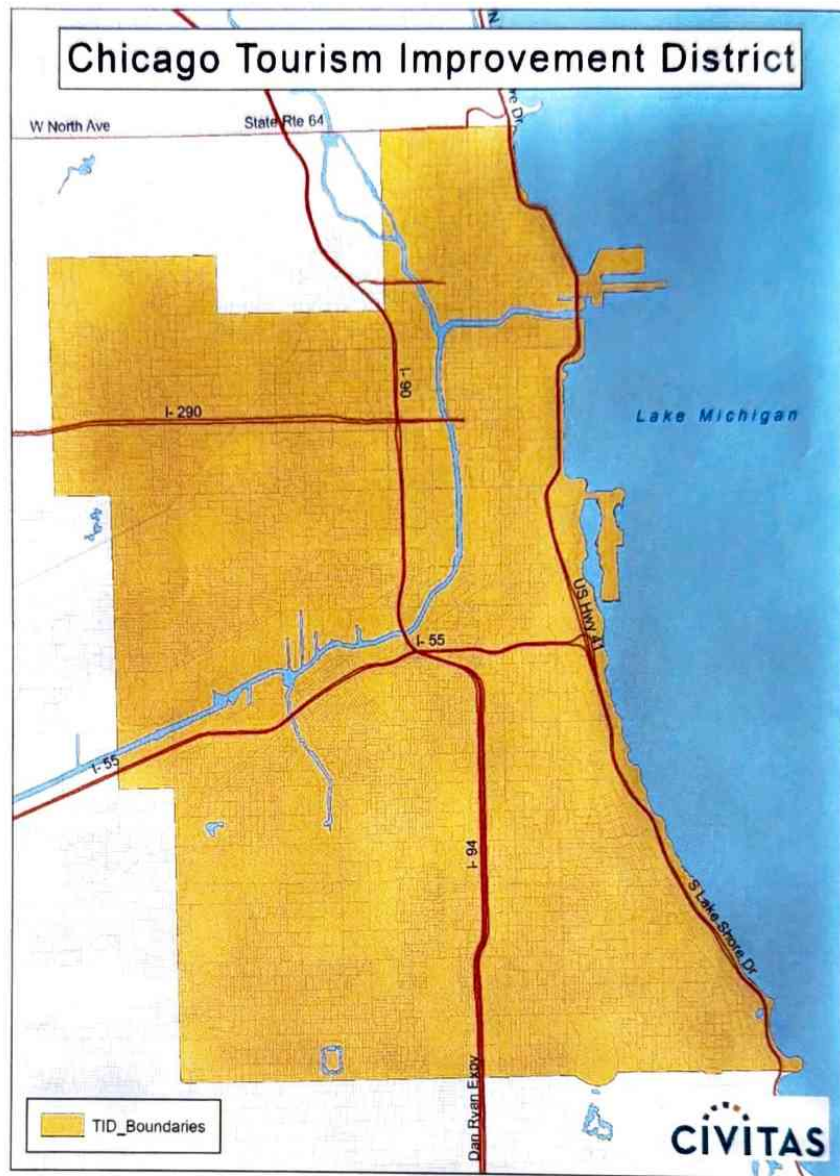 Chicago Tourism Improvement District
W North Ave
State Rte 64
I- 290
I- 90
Lake Michigan
US Hwy 41
I- 55
I- 55
I- 94
S Lake Shore Dr
Dan Ryan Expy
TID_Boundaries
CIVITAS